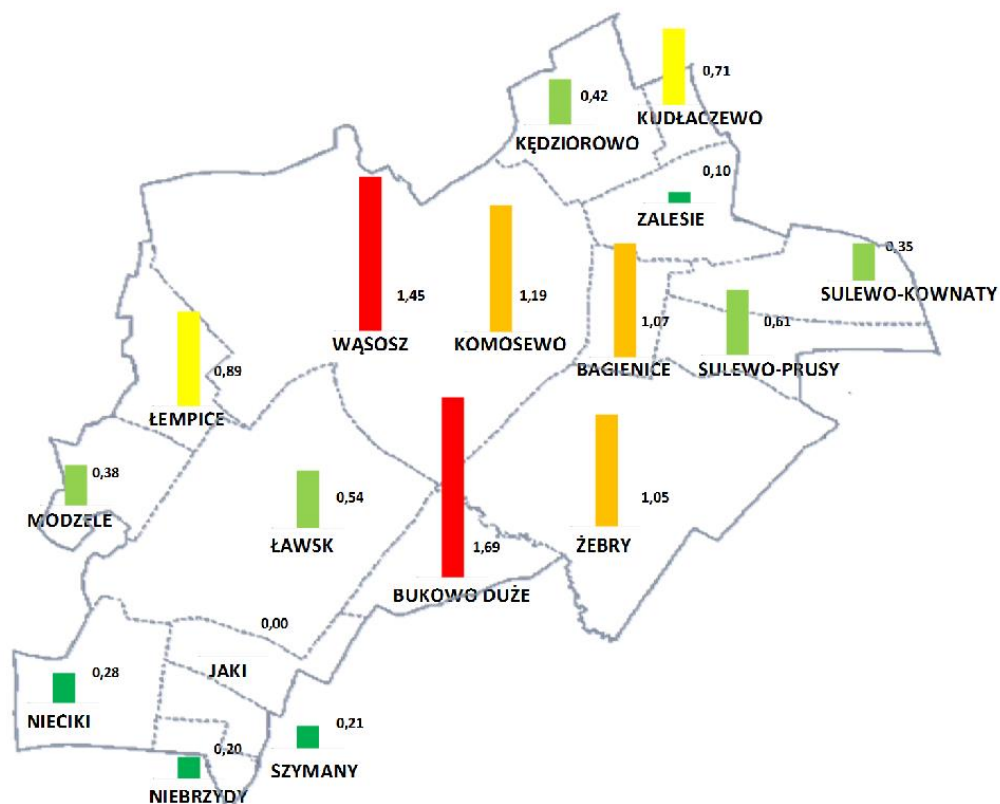 0,71
KUDŁACZEWO
0,42
KĘDZIOROWO
0,10
ZALESIE
0,35
SULEWO-KOWNATY
1,45
WĄSOSZ
1,19
KOMOSEWO
1,07
BAGIENICE
0,61
SULEWO-PRUSY
0,89
ŁEMPICE
0,38
MODZELE
0,54
ŁAWSK
1,69
BUKOWO DUŻE
1,05
ŻEBRY
0,00
JAKI
0,28
NIECIKI
0,21
SZYMANY
0,20
NIEBRZYDY